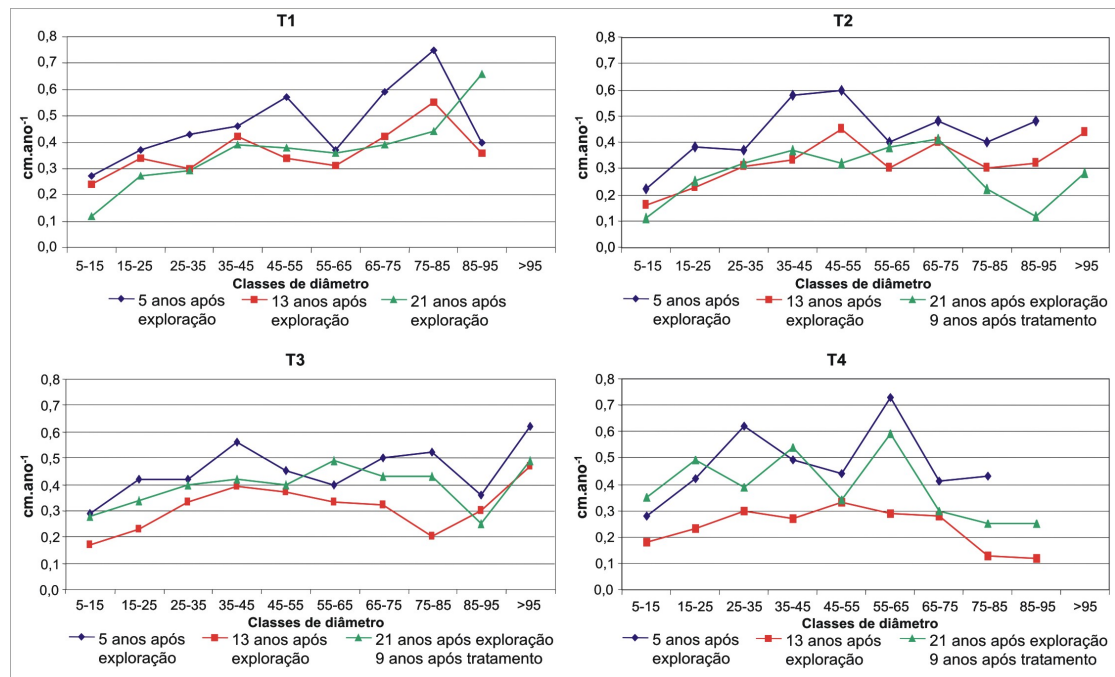 T1
0,8
0,7
0,6
0,5
0,4
0,3
0,2
0,1
0,0
cm.ano-1
5-15 15-25 25-35 35-45 45-55 55-65 65-75 75-85 85-95 >95
Classes de diâmetro
5 anos após exploração
13 anos após exploração
21 anos após exploração
T2
0,8
0,7
0,6
0,5
0,4
0,3
0,2
0,1
0,0
cm.ano-1
5-15 15-25 25-35 35-45 45-55 55-65 65-75 75-85 85-95 >95
Classes de diâmetro
5 anos após exploração
13 anos após exploração
21 anos após exploração
9 anos após tratamento
T3
0,8
0,7
0,6
0,5
0,4
0,3
0,2
0,1
0,0
cm.ano-1
5-15 15-25 25-35 35-45 45-55 55-65 65-75 75-85 85-95 >95
Classes de diâmetro
5 anos após exploração
13 anos após exploração
21 anos após exploração
9 anos após tratamento
T4
0,8
0,7
0,6
0,5
0,4
0,3
0,2
0,1
0,0
cm.ano-1
5-15 15-25 25-35 35-45 45-55 55-65 65-75 75-85 85-95 >95
Classes de diâmetro
5 anos após exploração
13 anos após exploração
21 anos após exploração
9 anos após tratamento